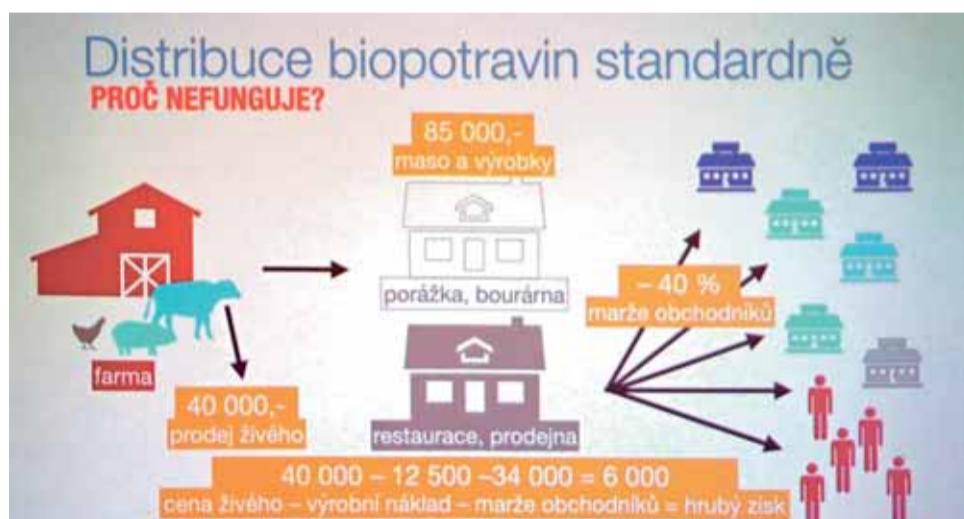 Distribuce biopotravin standardně
PROČ NEFUNGUJE?
85 000,-
maso a výrobky
porážka, bourárna
– 40 %
marže obchodníků
farma
40 000,-
prodej živého
restaurace, prodejna
40 000 – 12 500 –34 000 = 6 000
cena živého – výrobní náklad – marže obchodníků = hrubý zisk